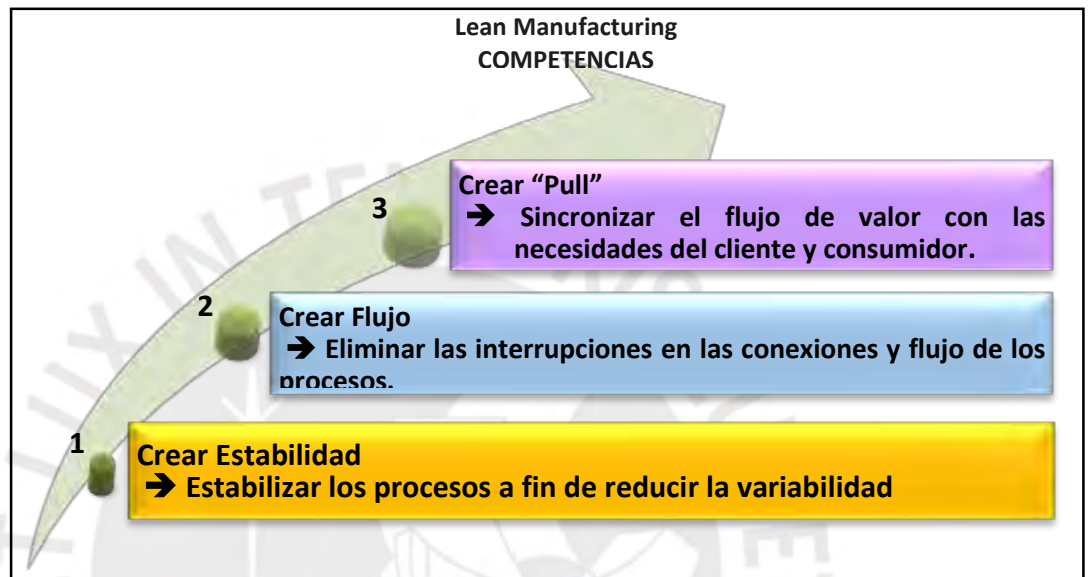 Lean Manufacturing
COMPETENCIAS
3
Crear “Pull”
➔ Sincronizar el flujo de valor con las
necesidades del cliente y consumidor.
2
Crear Flujo
➔ Eliminar las interrupciones en las conexiones y flujo de los
procesos.
1
Crear Estabilidad
➔ Estabilizar los procesos a fin de reducir la variabilidad